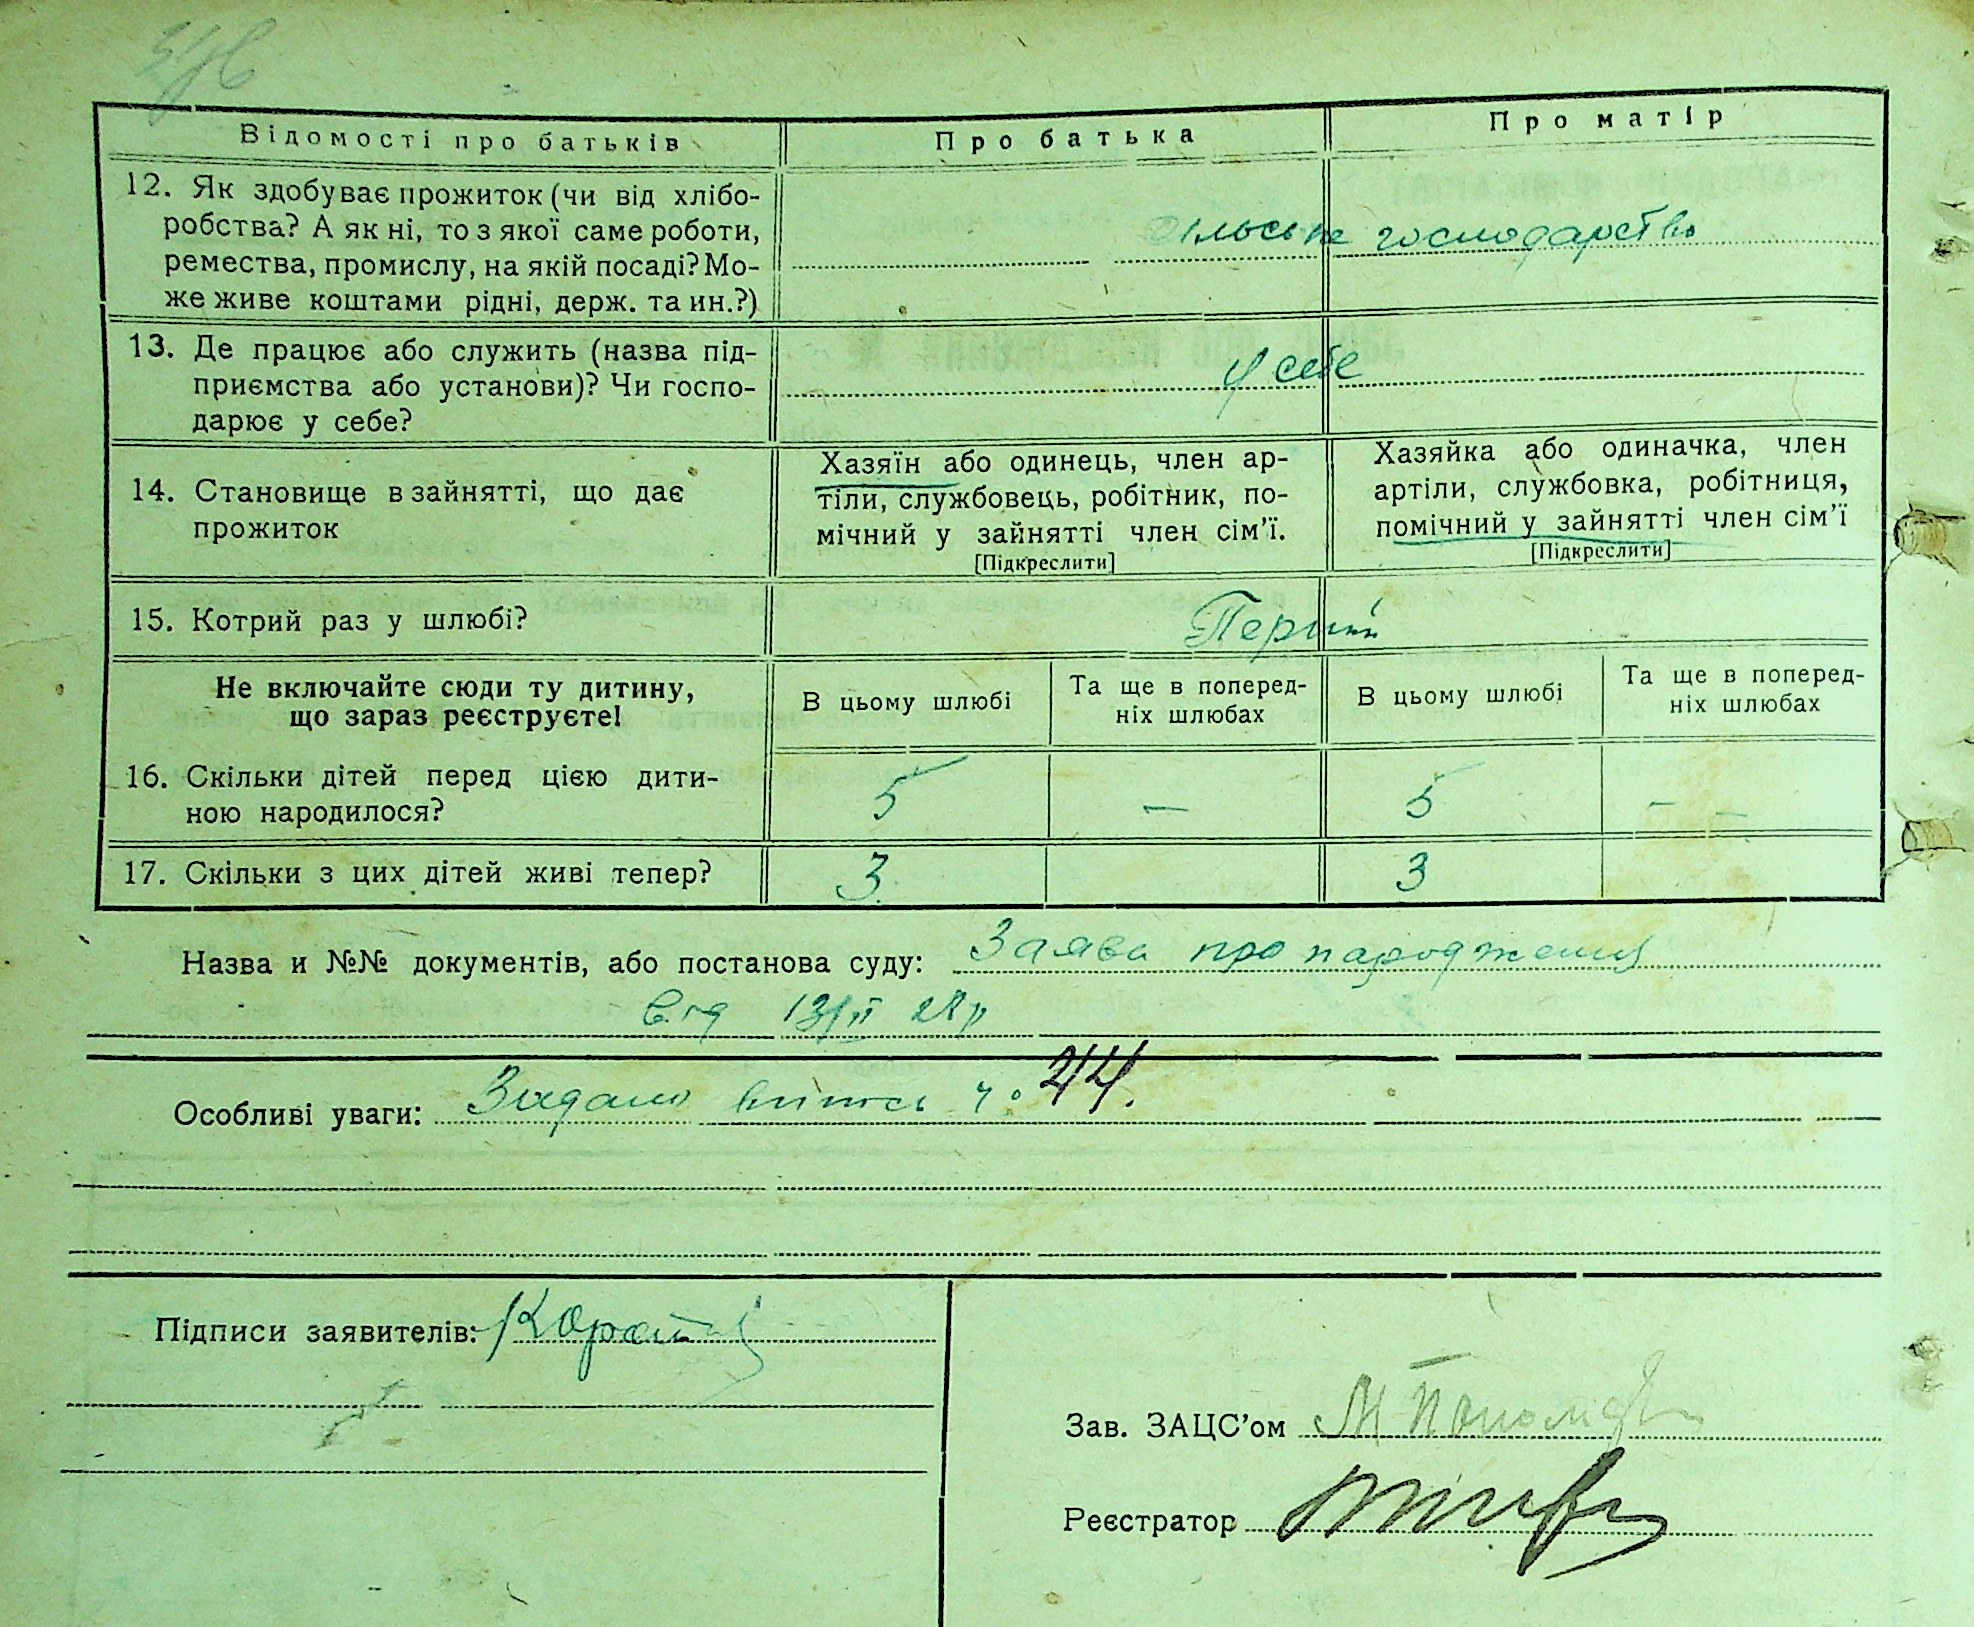 Відомості про батьків
Про батька
Про матір
12. Як здобуває прожиток (чи від хлібо-
робства? А як ні, то з якої саме роботи,
ремества, промислу, на якій посаді? Мо-
же живе коштами рідні, держ. та ин.?)
сільське господарство
13. Де працює або служить (назва під-
приємства або установи)? Чи госпо-
дарює у себе?
у себе
14. Становище в зайнятті, що дає
прожиток
Хазяїн або одинець, член ар-
тіли, службовець, робітник, по-
мічний у зайнятті член сім'ї.
[Підкреслити]
Хазяйка або одиначка, член
артіли, службовка, робітниця,
помічний у зайнятті член сім'ї
[Підкреслити]
15. Котрий раз у шлюбі?
Перший
Не включайте сюди ту дитину,
що зараз реєструєте!
В цьому шлюбі
Та ще в поперед-
ніх шлюбах
В цьому шлюбі
Та ще в поперед-
ніх шлюбах
16. Скільки дітей перед цією дити-
ною народилося?
5 — 5 — —
17. Скільки з цих дітей живі тепер?
3 3
Назва и №№ документів, або постанова суду: Заява про народження
від
Особливі уваги: Видано витяг ч. 44.
Підписи заявителів:
Зав. ЗАЦС'ом
Реєстратор